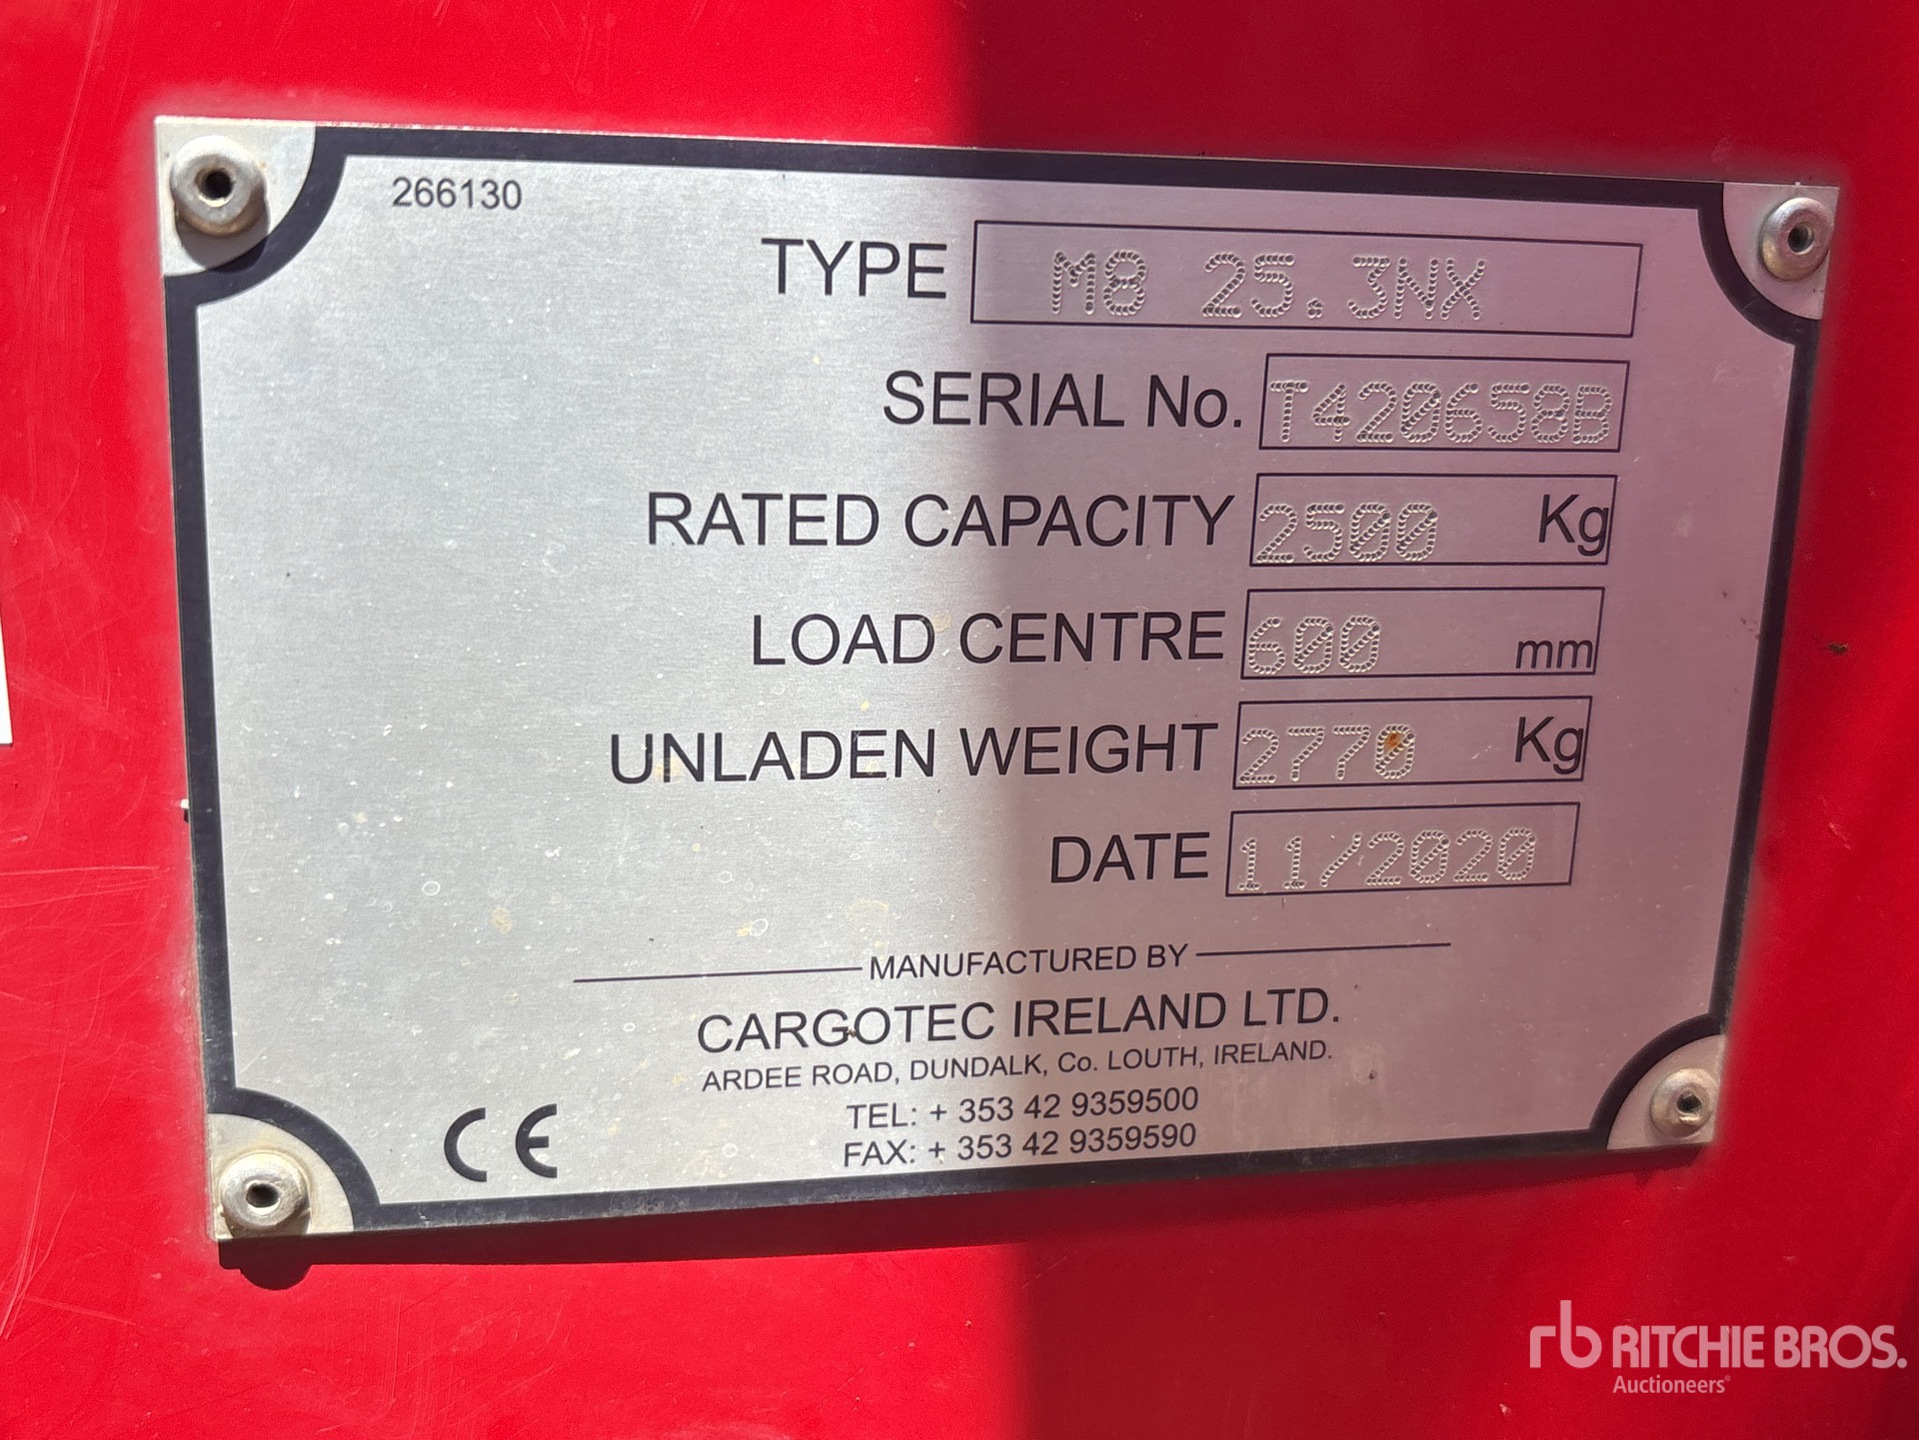 266130
TYPE M8 25.3NX
SERIAL No. T420658B
RATED CAPACITY 2500 Kg
LOAD CENTRE 600 mm
UNLADEN WEIGHT 2770 Kg
DATE 11/2020
MANUFACTURED BY
CARGOTEC IRELAND LTD.
ARDEE ROAD, DUNDALK, Co. LOUTH, IRELAND.
TEL: + 353 42 9359500
FAX: + 353 42 9359590
CE
rb RITCHIE BROS.
Auctioneers®